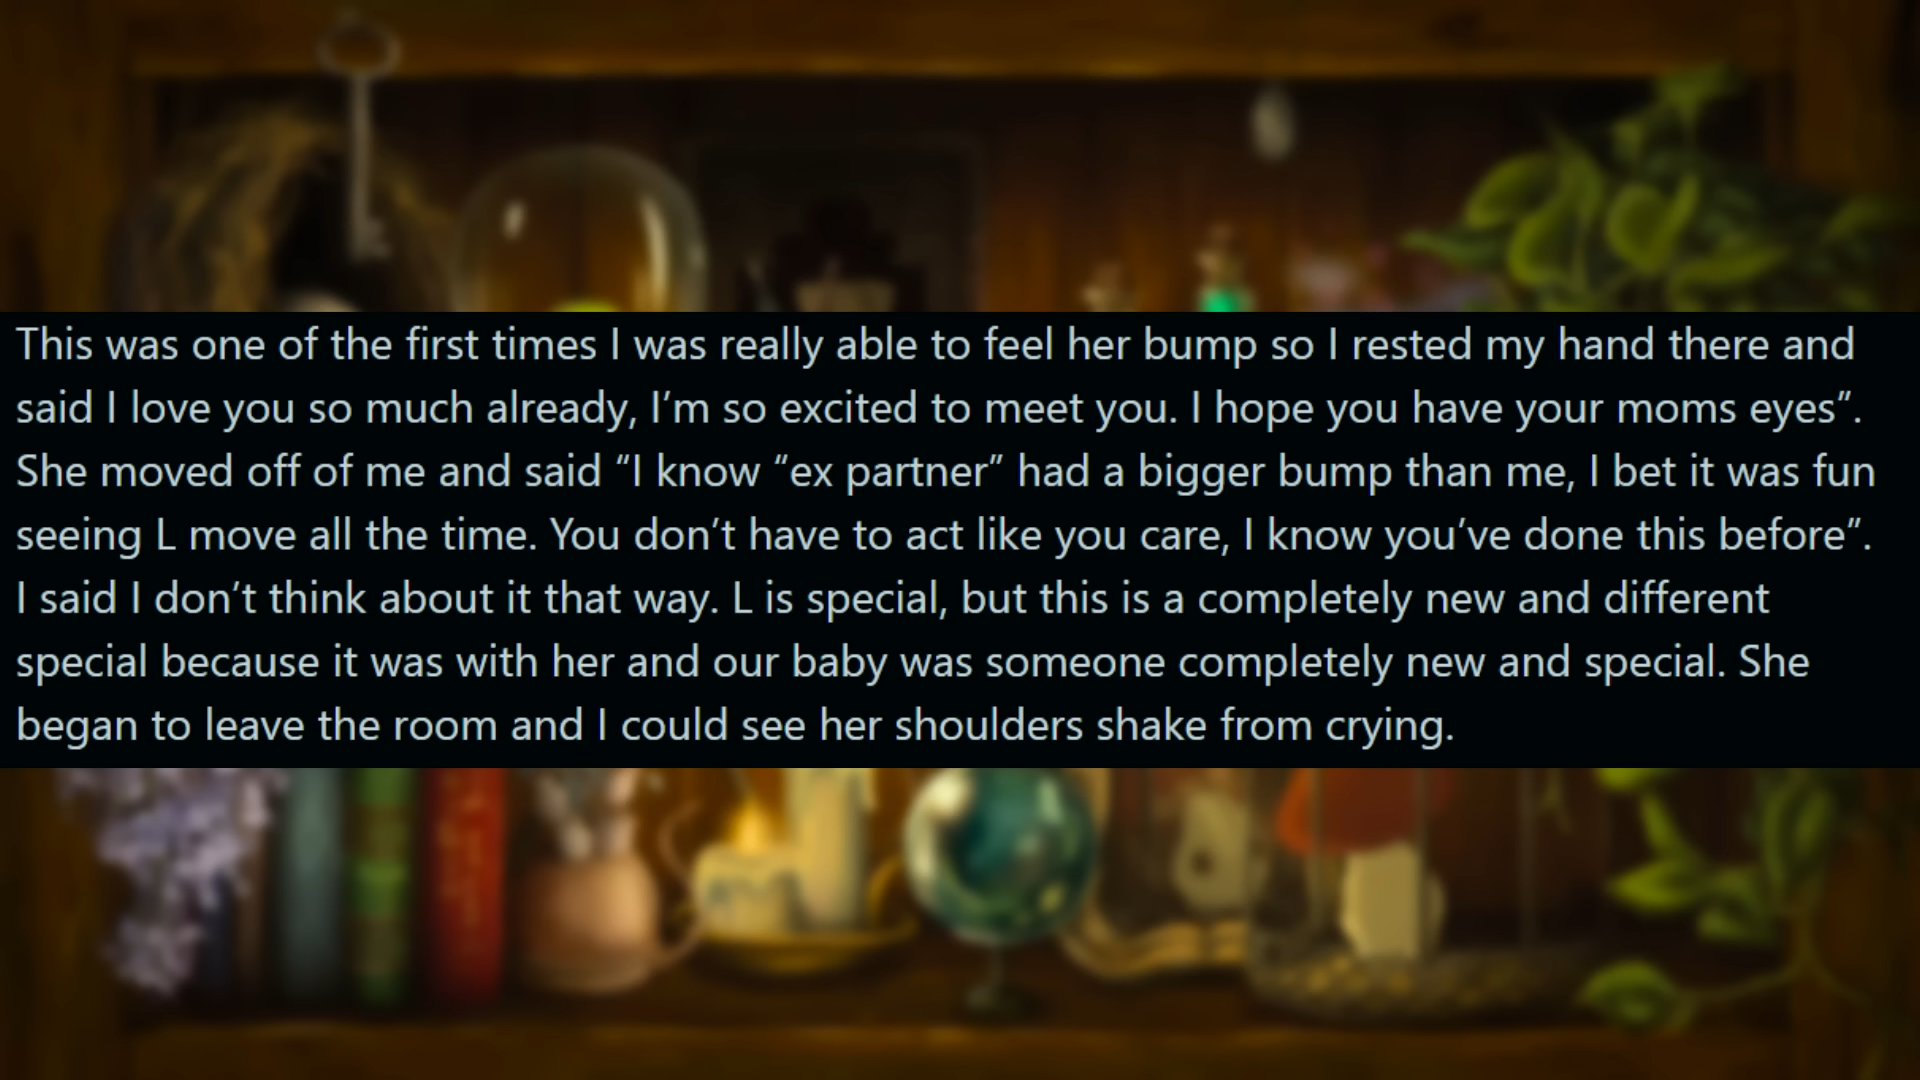 This was one of the first times I was really able to feel her bump so I rested my hand there and
said I love you so much already, I’m so excited to meet you. I hope you have your moms eyes”.
She moved off of me and said “I know “ex partner” had a bigger bump than me, I bet it was fun
seeing L move all the time. You don’t have to act like you care, I know you’ve done this before”.
I said I don’t think about it that way. L is special, but this is a completely new and different
special because it was with her and our baby was someone completely new and special. She
began to leave the room and I could see her shoulders shake from crying.